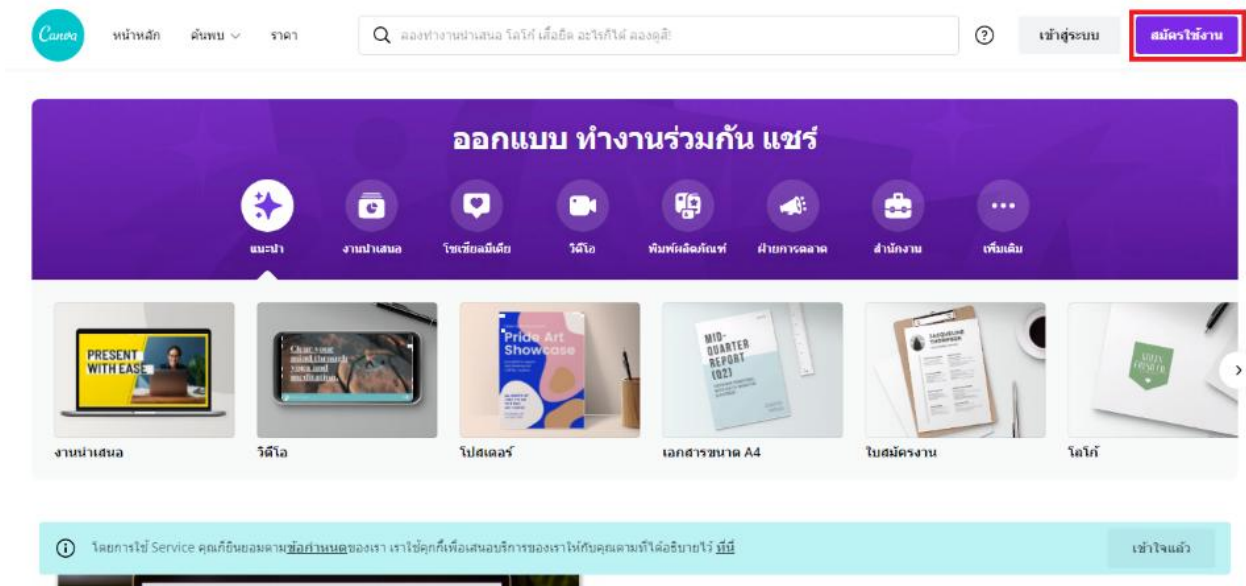 Canva
หน้าหลัก
ค้นพบ
ราคา
ลองทำงานนำเสนอ โลโก้ เสื้อยืด อะไรก็ได้ ลองดูสิ!
เข้าสู่ระบบ
สมัครใช้งาน
ออกแบบ ทำงานร่วมกัน แชร์
แนะนำ
งานนำเสนอ
โซเชียลมีเดีย
วิดีโอ
พิมพ์ผลิตภัณฑ์
ฝ่ายการตลาด
สำนักงาน
เพิ่มเติม
PRESENT
WITH EASE
Clear your
mind through
yoga and
meditation.
Pride Art
Showcase
MID-
QUARTER
REPORT
(Q2)
JACQUELINE
THOMPSON
งานนำเสนอ
วิดีโอ
โปสเตอร์
เอกสารขนาด A4
ใบสมัครงาน
โลโก้
โดยการใช้ Service คุณก็ยินยอมตามข้อกำหนดของเรา เราใช้คุกกี้เพื่อเสนอบริการของเราให้กับคุณตามที่ได้อธิบายไว้ ที่นี่
เข้าใจแล้ว